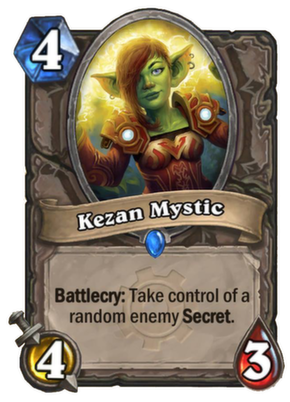 4
Kezan Mystic
Battlecry: Take control of a
random enemy Secret.
4
3